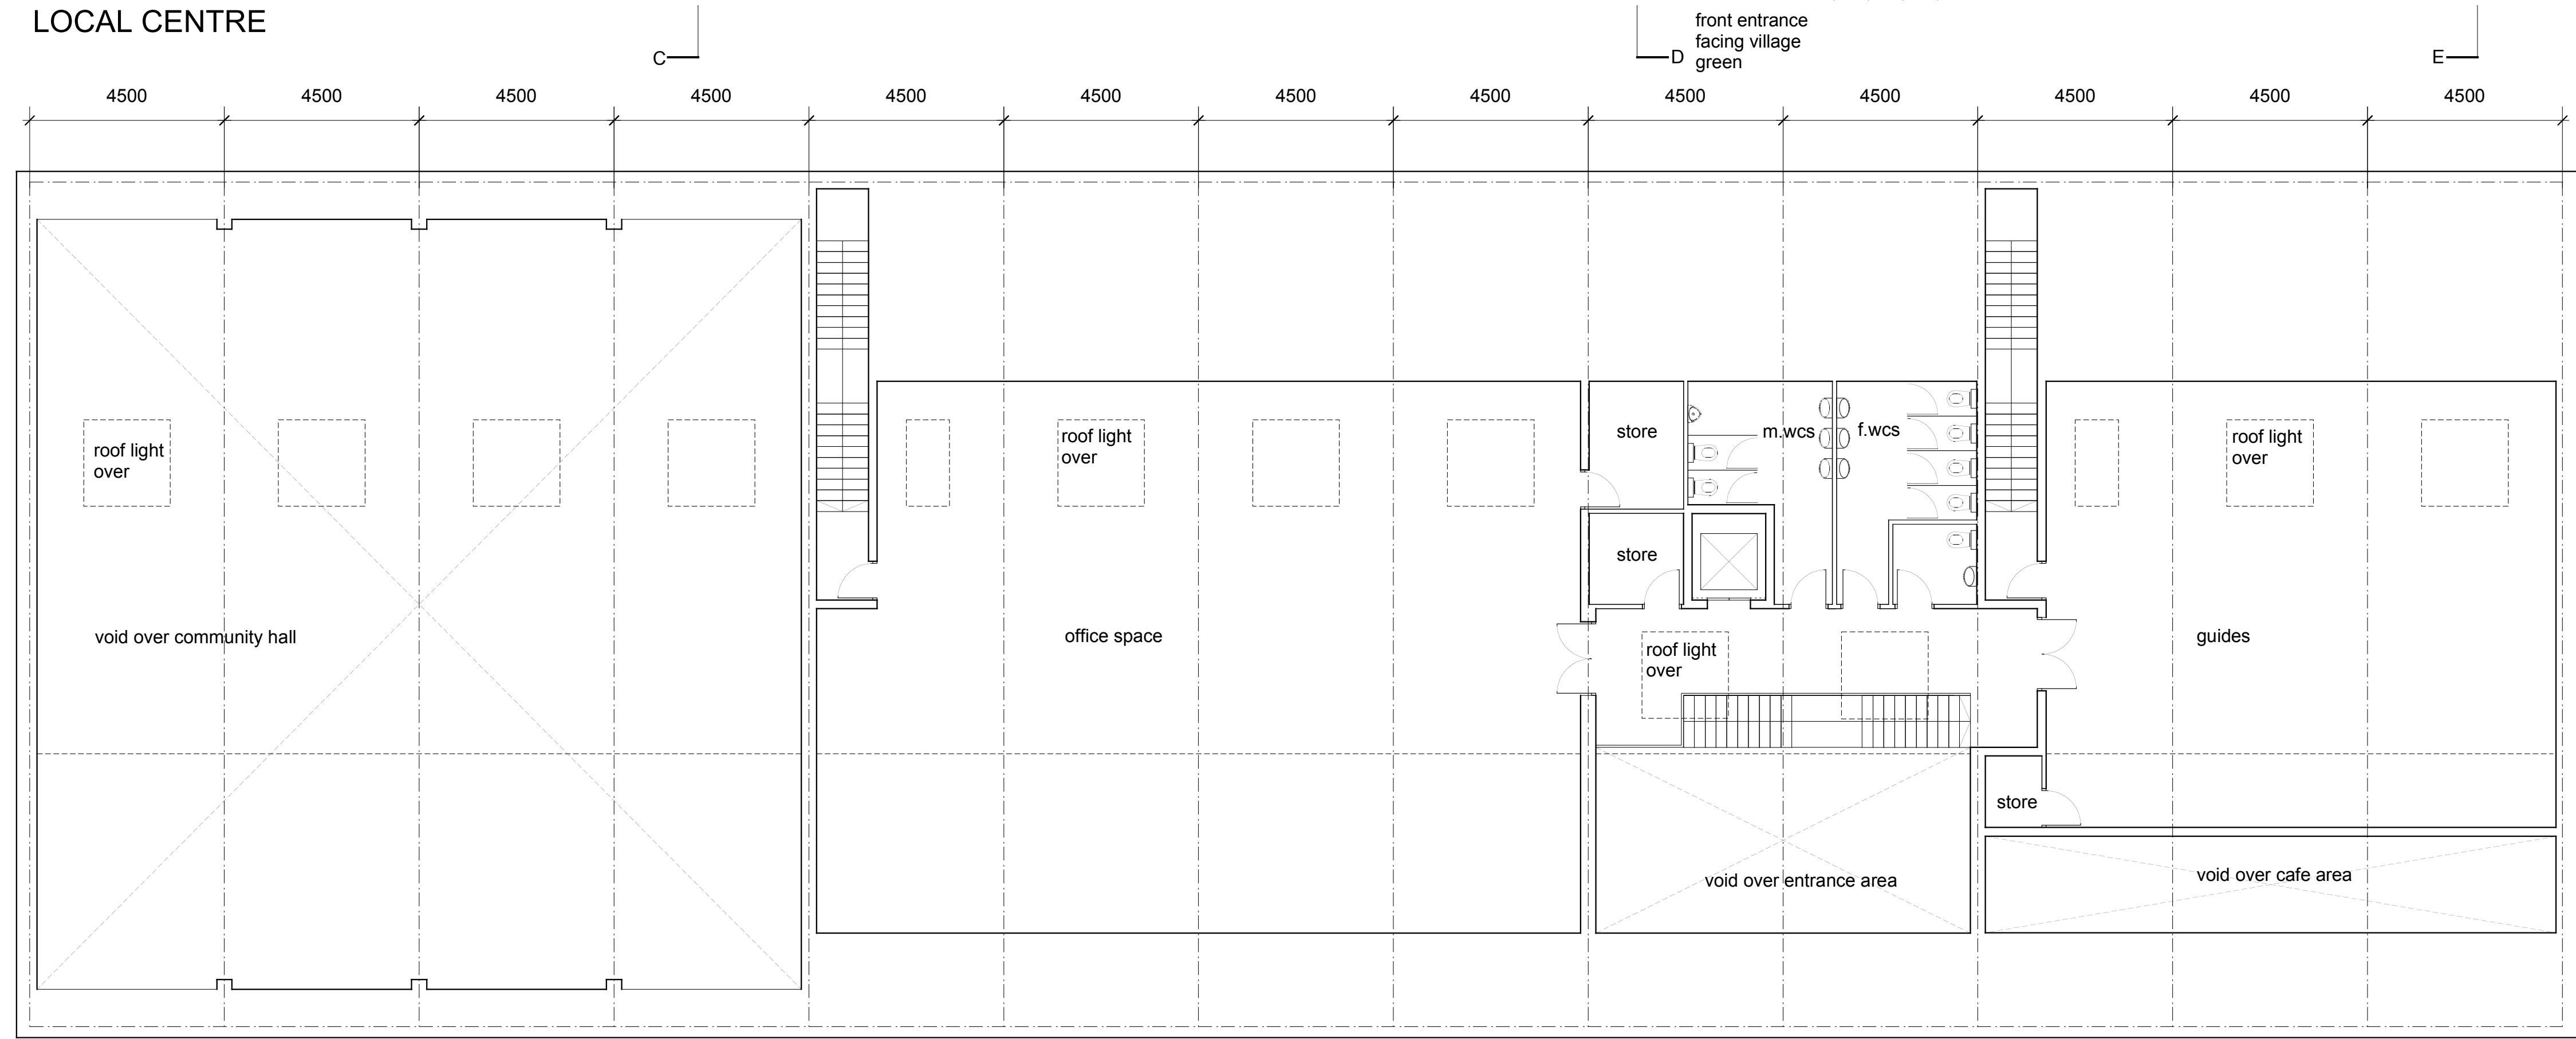 LOCAL CENTRE
front entrance
facing village
green
C
D
E
4500
4500
4500
4500
4500
4500
4500
4500
4500
4500
4500
4500
4500
roof light
over
roof light
over
store
m.wcs
f.wcs
roof light
over
store
void over community hall
office space
roof light
over
guides
store
void over entrance area
void over cafe area